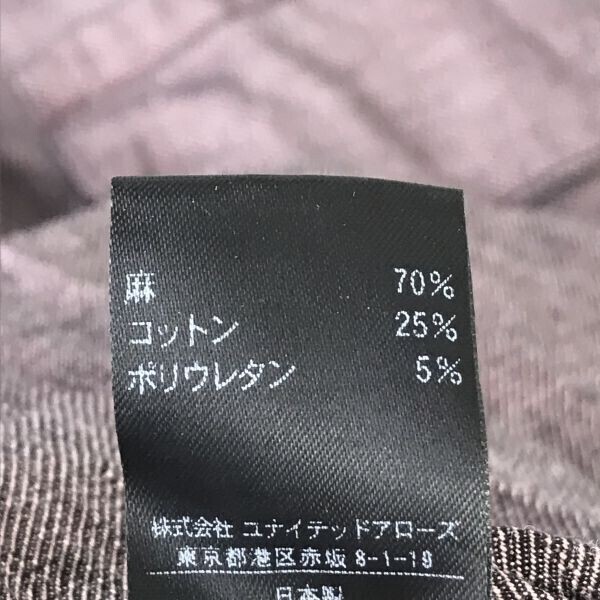 麻 70%
コットン 25%
ポリウレタン 5%
株式会社 ユナイテッドアローズ
東京都港区赤坂 8-1-19
日本製